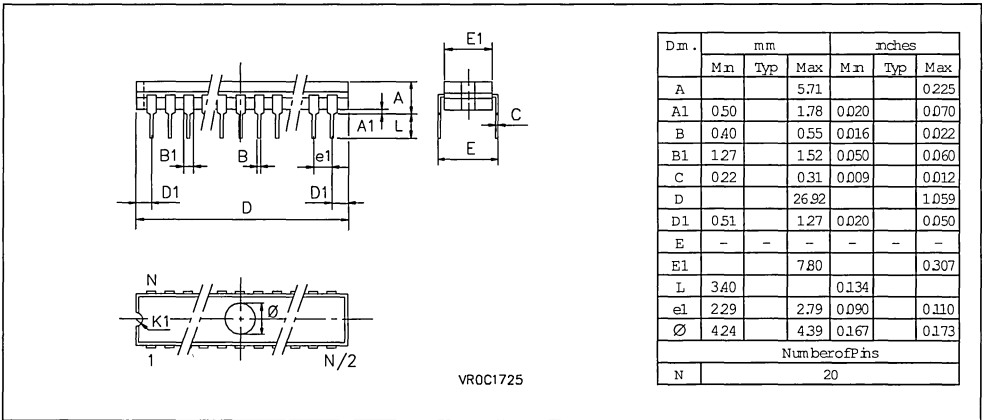 E1
A
A1
L
C
B1
B
e1
E
D1
D1
D
N
Ø
K1
1
N/2
VR0C1725
Dim. mm inches
Min Typ Max Min Typ Max
A 5.71 0.225
A1 0.50 1.78 0.020 0.070
B 0.40 0.55 0.016 0.022
B1 1.27 1.52 0.050 0.060
C 0.22 0.31 0.009 0.012
D 26.92 1.059
D1 0.51 1.27 0.020 0.050
E – – – – – –
E1 7.80 0.307
L 3.40 0.134
e1 2.29 2.79 0.090 0.110
Ø 4.24 4.39 0.167 0.173
Number of Pins
N 20